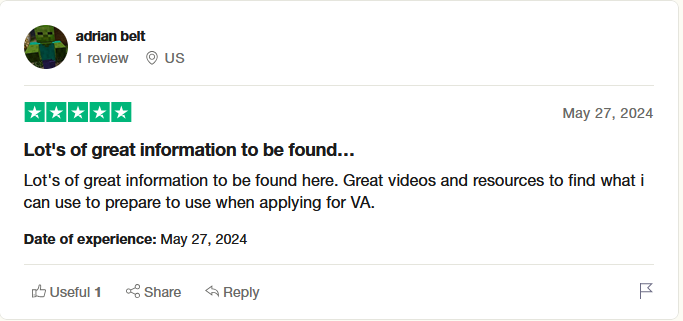 adrian belt
1 review US
May 27, 2024
Lot's of great information to be found...
Lot's of great information to be found here. Great videos and resources to find what i
can use to prepare to use when applying for VA.
Date of experience: May 27, 2024
Useful 1 Share Reply